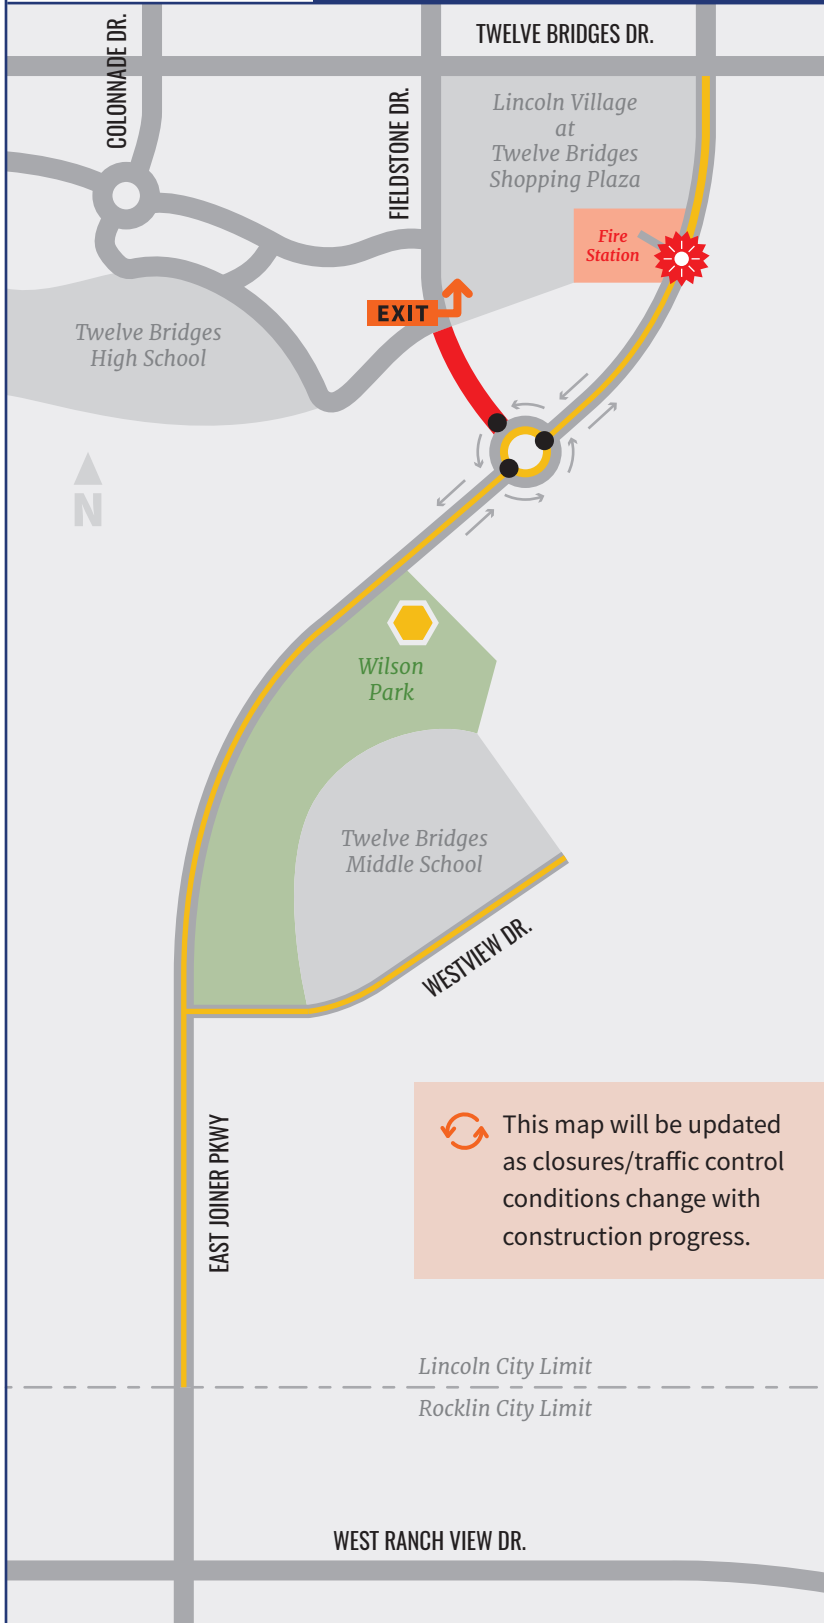 TWELVE BRIDGES DR.
COLONNADE DR.
FIELDSTONE DR.
Lincoln Village
at
Twelve Bridges
Shopping Plaza
Fire
Station
EXIT
Twelve Bridges
High School
N
Wilson
Park
Twelve Bridges
Middle School
WESTVIEW DR.
EAST JOINER PKWY
This map will be updated
as closures/traffic control
conditions change with
construction progress.
Lincoln City Limit
Rocklin City Limit
WEST RANCH VIEW DR.